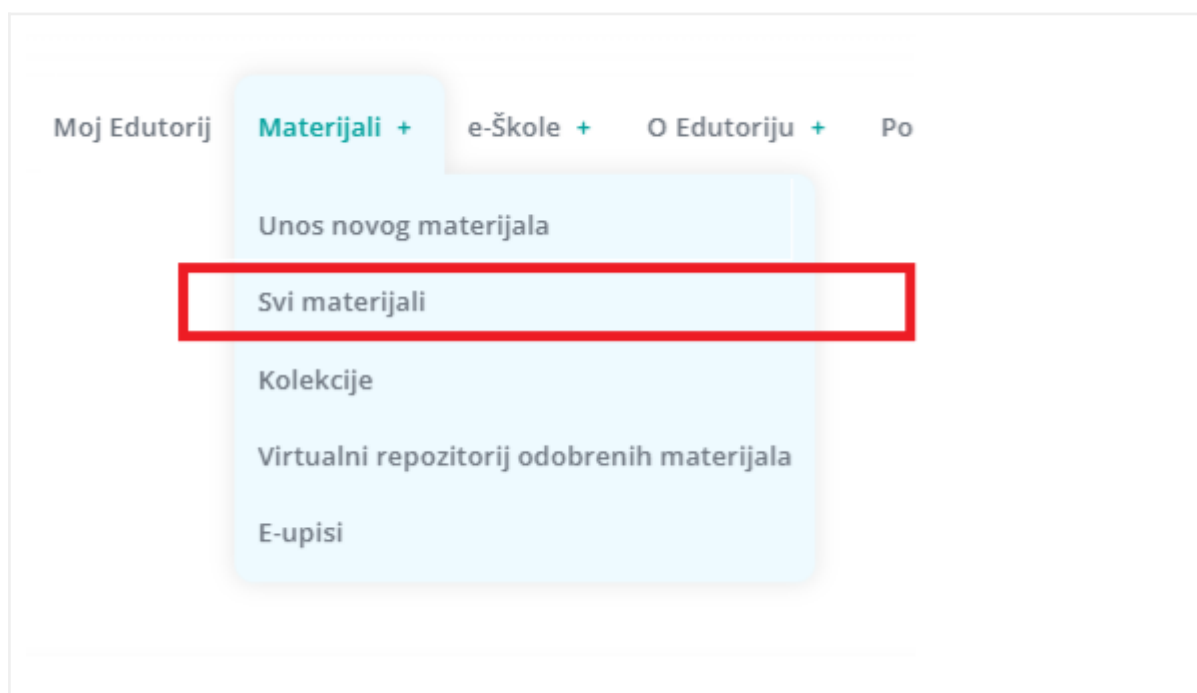 Moj Edutorij Materijali + e-Škole + O Edutoriju + Po
Unos novog materijala
Svi materijali
Kolekcije
Virtualni repozitorij odobrenih materijala
E-upisi